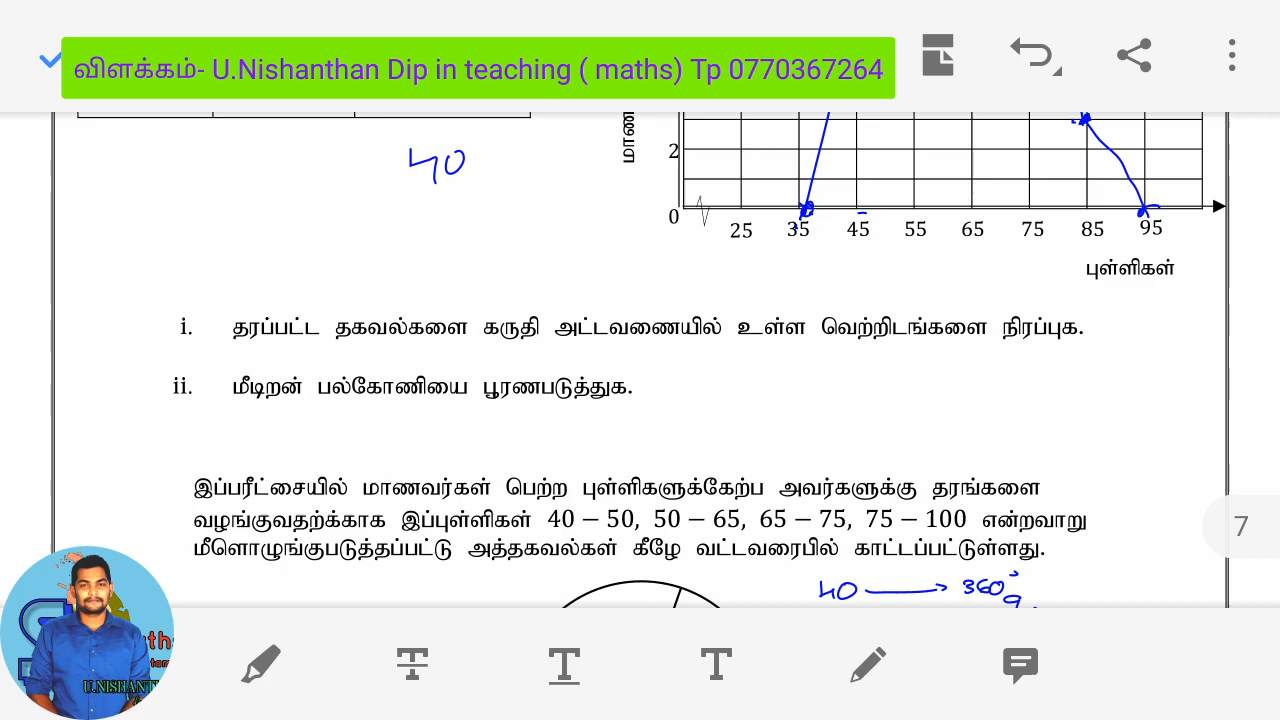 விளக்கம்- U.Nishanthan Dip in teaching ( maths) Tp 0770367264
40
2
0
25 35 45 55 65 75 85 95
புள்ளிகள்
i. தரப்பட்ட தகவல்களை கருதி அட்டவணையில் உள்ள வெற்றிடங்களை நிரப்புக.
ii. மீடிறன் பல்கோணியை பூரணபடுத்துக.
இப்பரீட்சையில் மாணவர்கள் பெற்ற புள்ளிகளுக்கேற்ப அவர்களுக்கு தரங்களை
வழங்குவதற்க்காக இப்புள்ளிகள் 40 – 50, 50 – 65, 65 – 75, 75 – 100 என்றவாறு
மீளொழுங்குபடுத்தப்பட்டு அத்தகவல்கள் கீழே வட்டவரைபில் காட்டப்பட்டுள்ளது.
7
40 → 360°
9